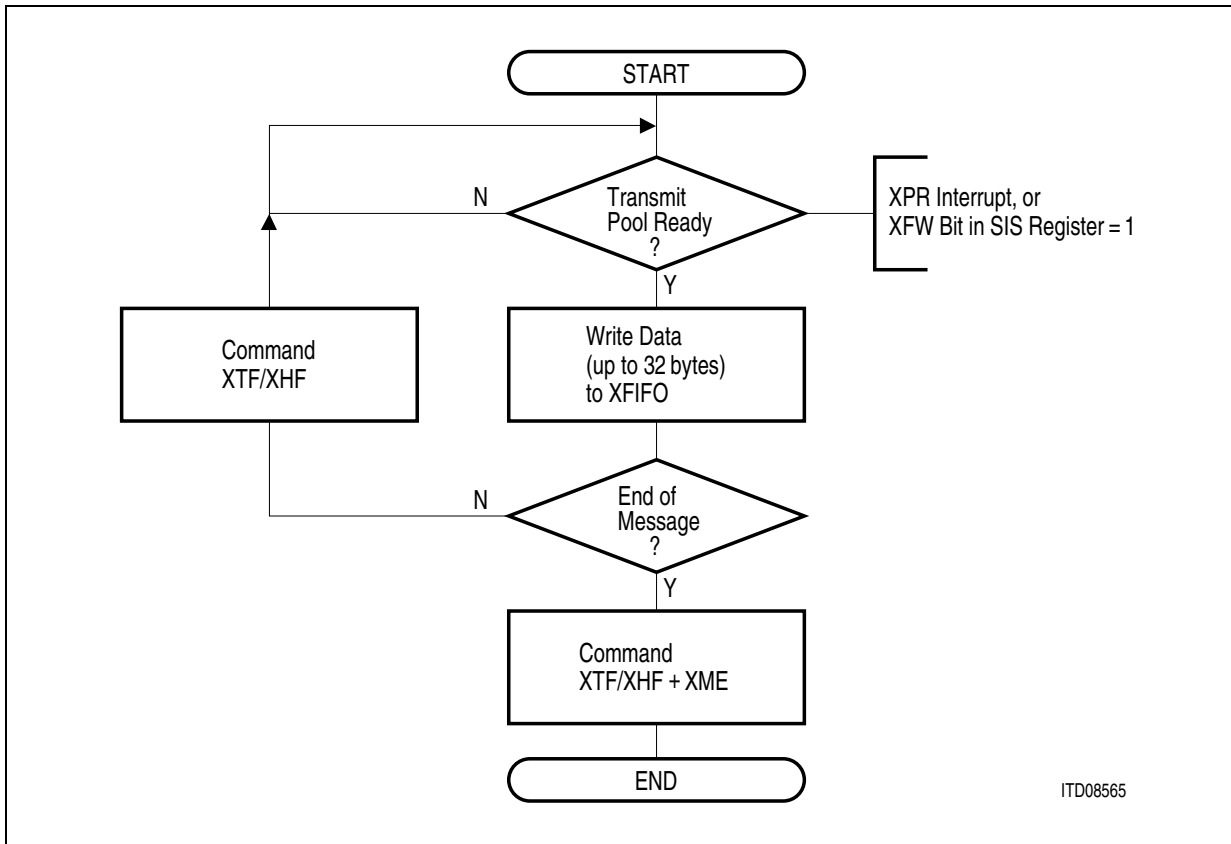 START
N
Transmit
Pool Ready
?
XPR Interrupt, or
XFW Bit in SIS Register = 1
Y
Command
XTF/XHF
Write Data
(up to 32 bytes)
to XFIFO
N
End of
Message
?
Y
Command
XTF/XHF + XME
END
ITD08565